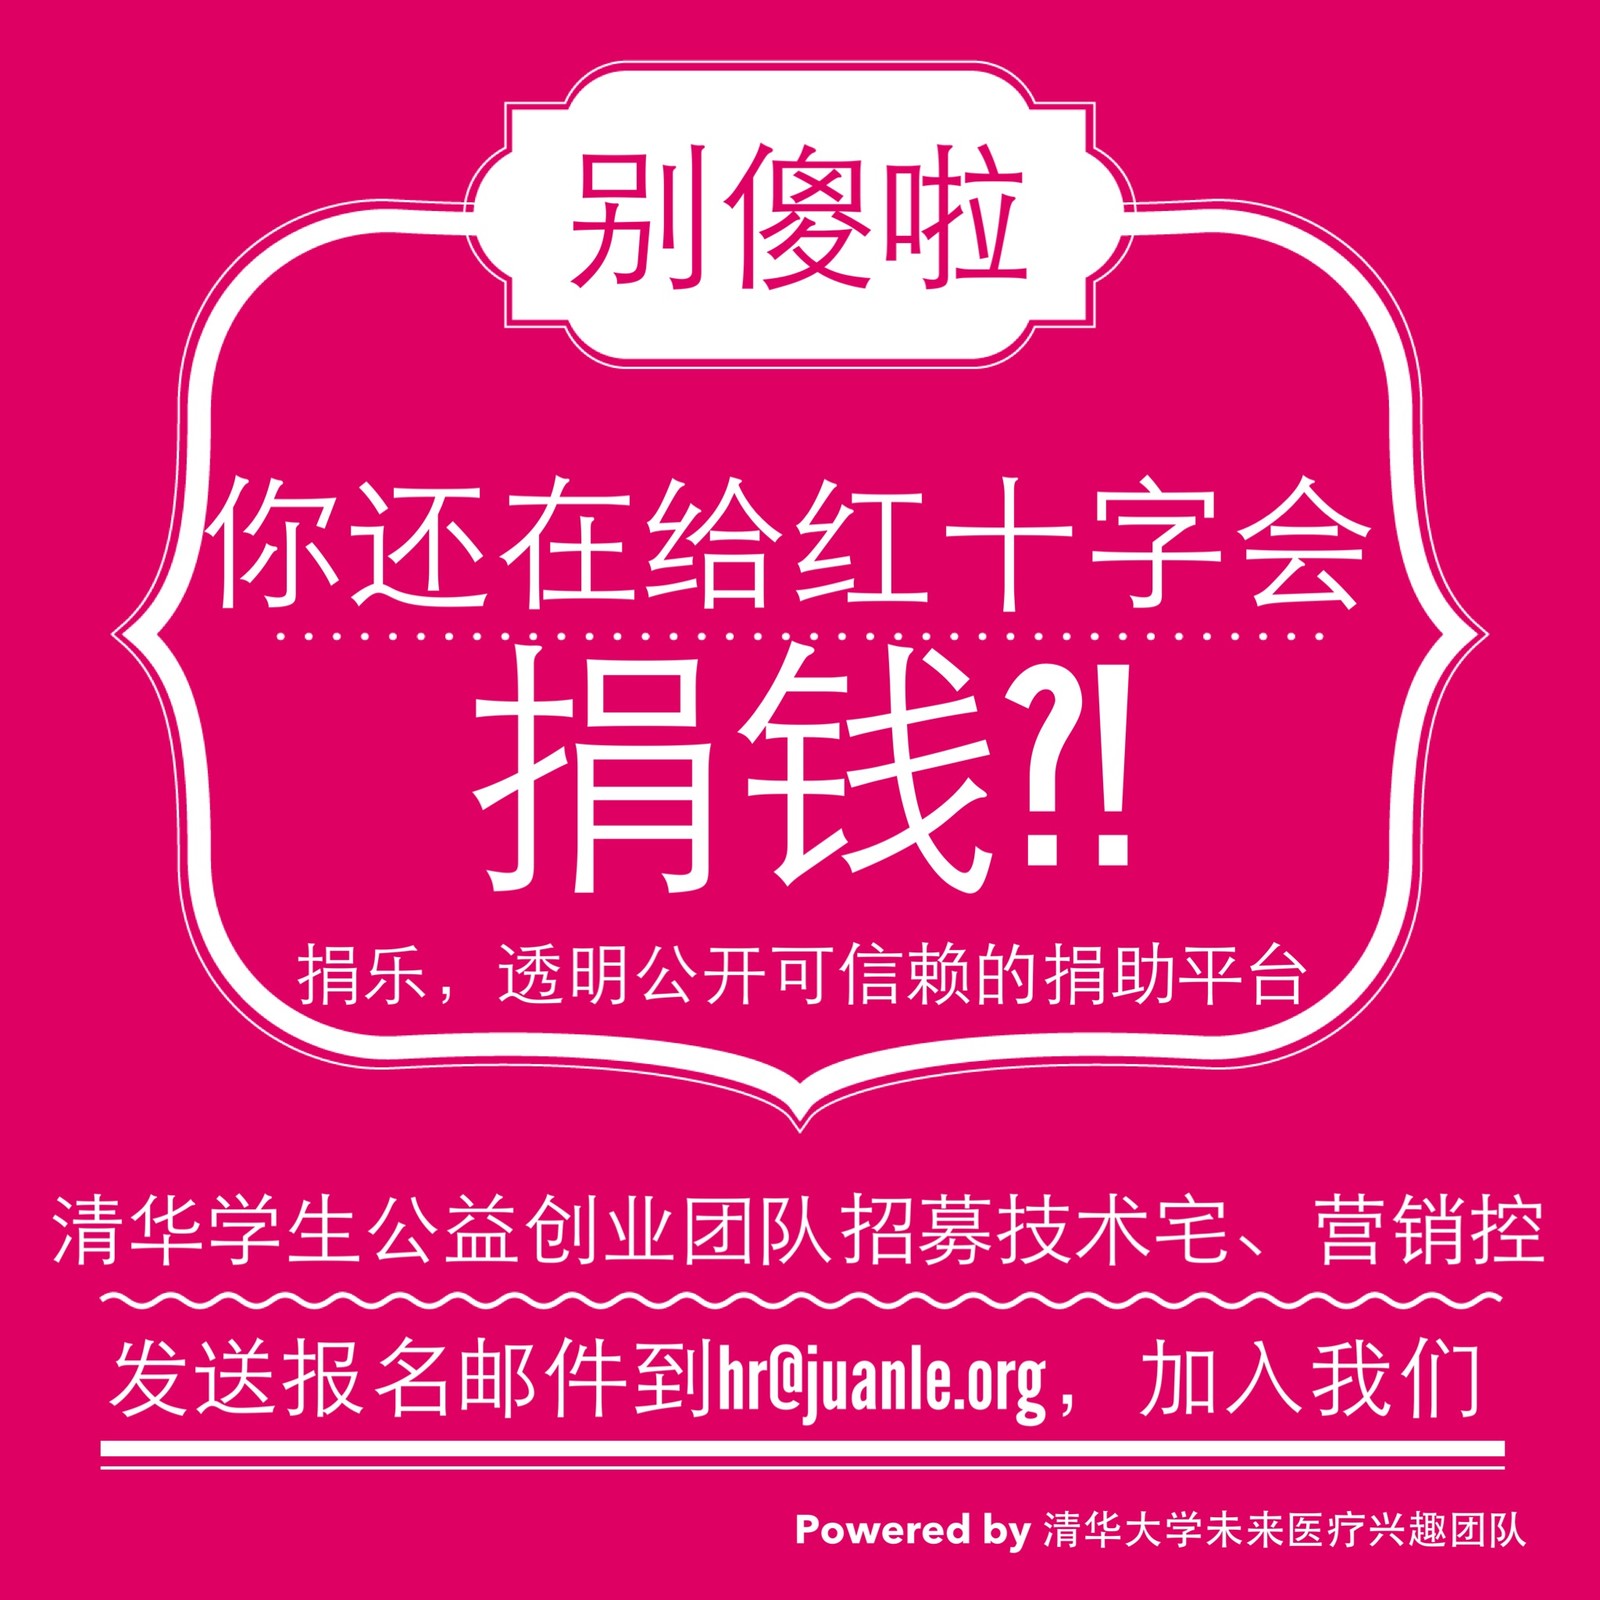 别傻啦
你还在给红十字会
捐钱?!
捐乐，透明公开可信赖的捐助平台
清华学生公益创业团队招募技术宅、营销控
发送报名邮件到hr@juanle.org，加入我们
Powered by 清华大学未来医疗兴趣团队